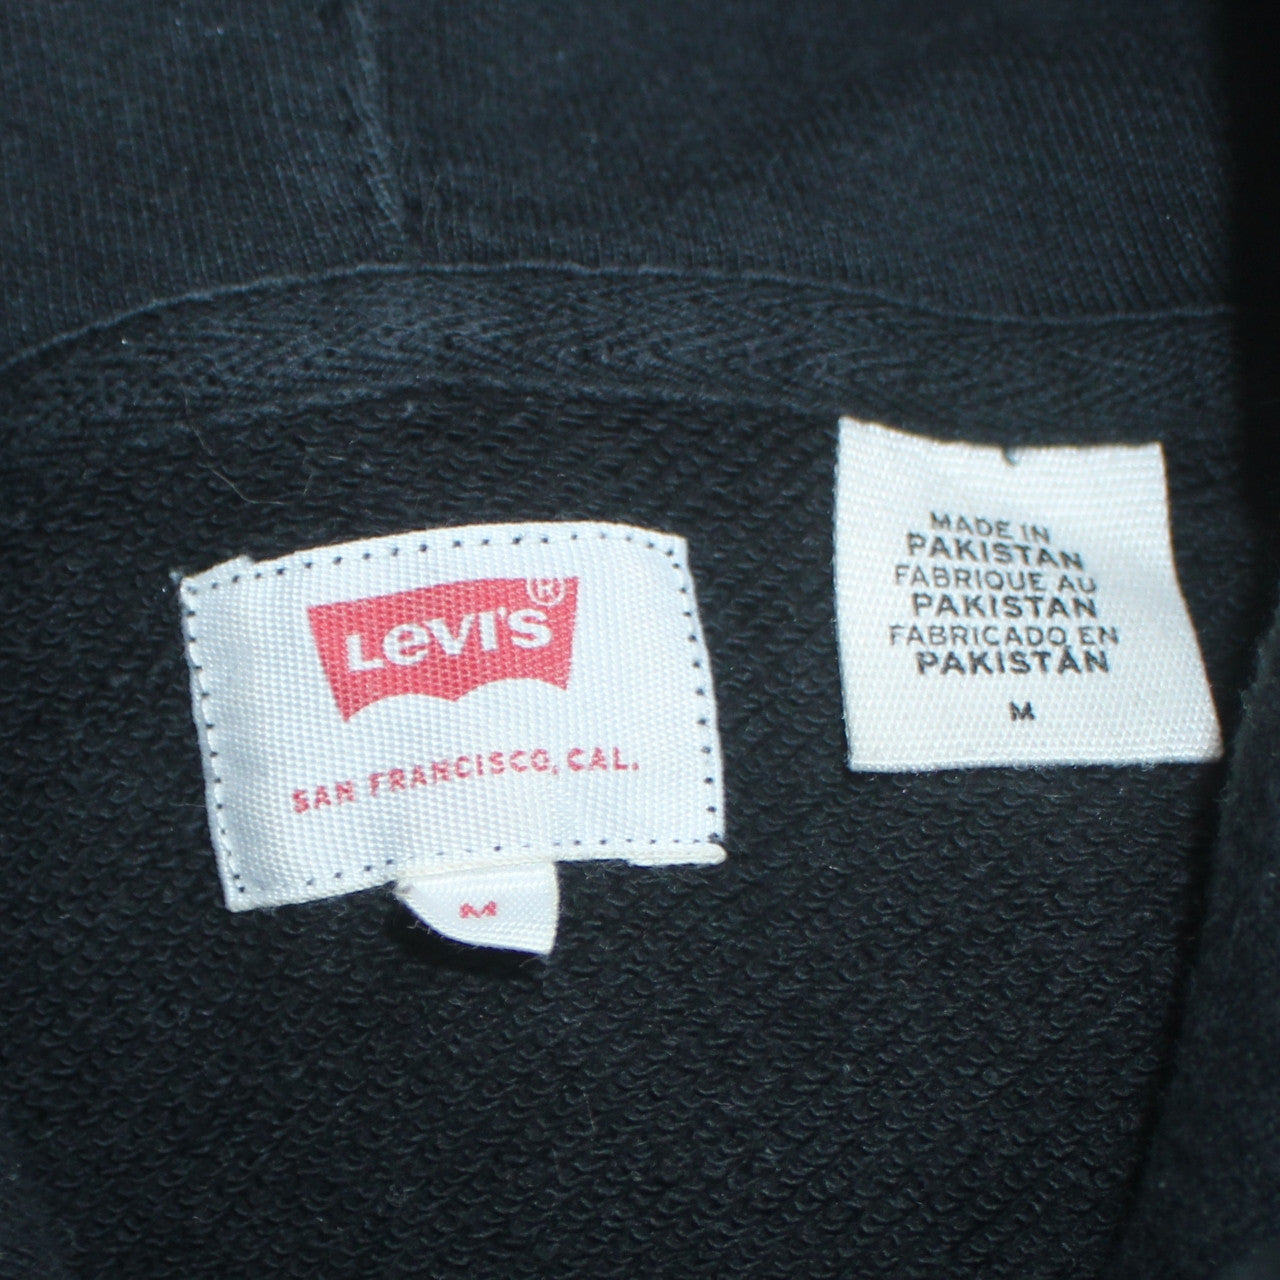 Levi's®
SAN FRANCISCO, CAL.
M
MADE IN
PAKISTAN
FABRIQUE AU
PAKISTAN
FABRICADO EN
PAKISTÁN
M